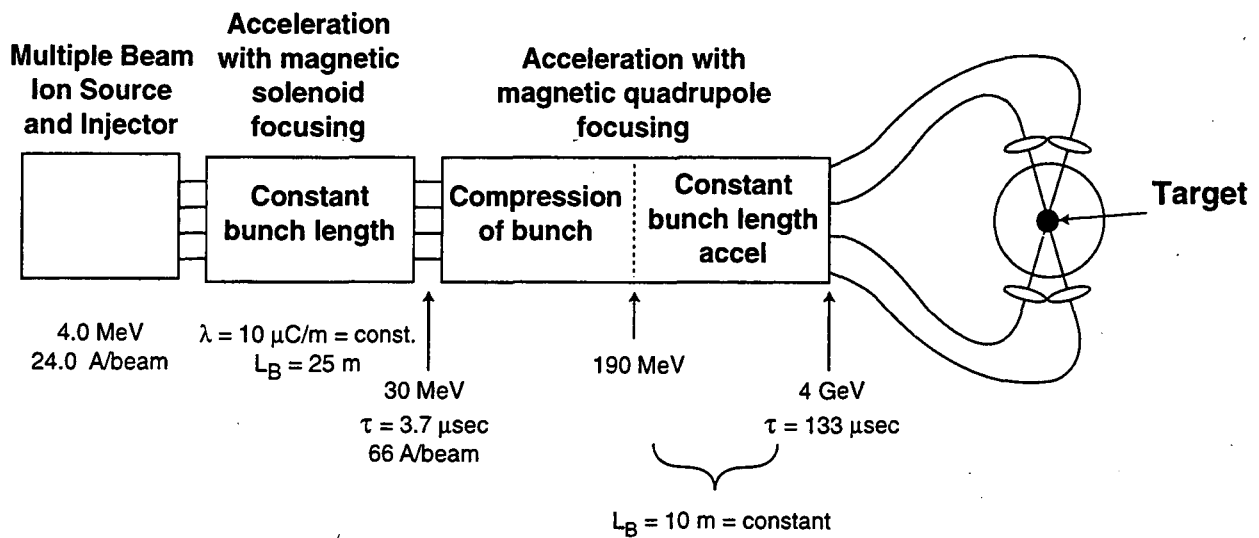 Multiple Beam
Ion Source
and Injector
Acceleration
with magnetic
solenoid
focusing
Acceleration with
magnetic quadrupole
focusing
Constant
bunch length
Compression
of bunch
Constant
bunch length
accel
Target
4.0 MeV
24.0 A/beam
λ = 10 μC/m = const.
L_B = 25 m
30 MeV
τ = 3.7 μsec
66 A/beam
190 MeV
4 GeV
τ = 133 μsec
L_B = 10 m = constant